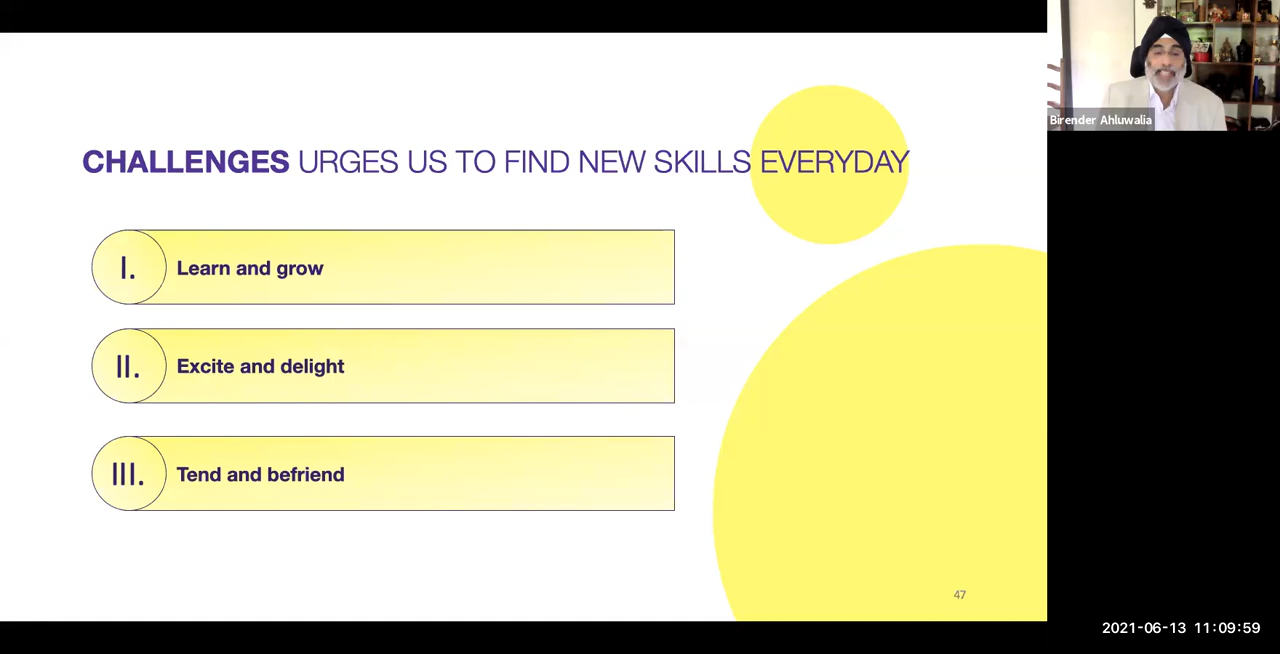 Birender Ahluwalia
CHALLENGES URGES US TO FIND NEW SKILLS EVERYDAY
I. Learn and grow
II. Excite and delight
III. Tend and befriend
47
2021-06-13 11:09:59